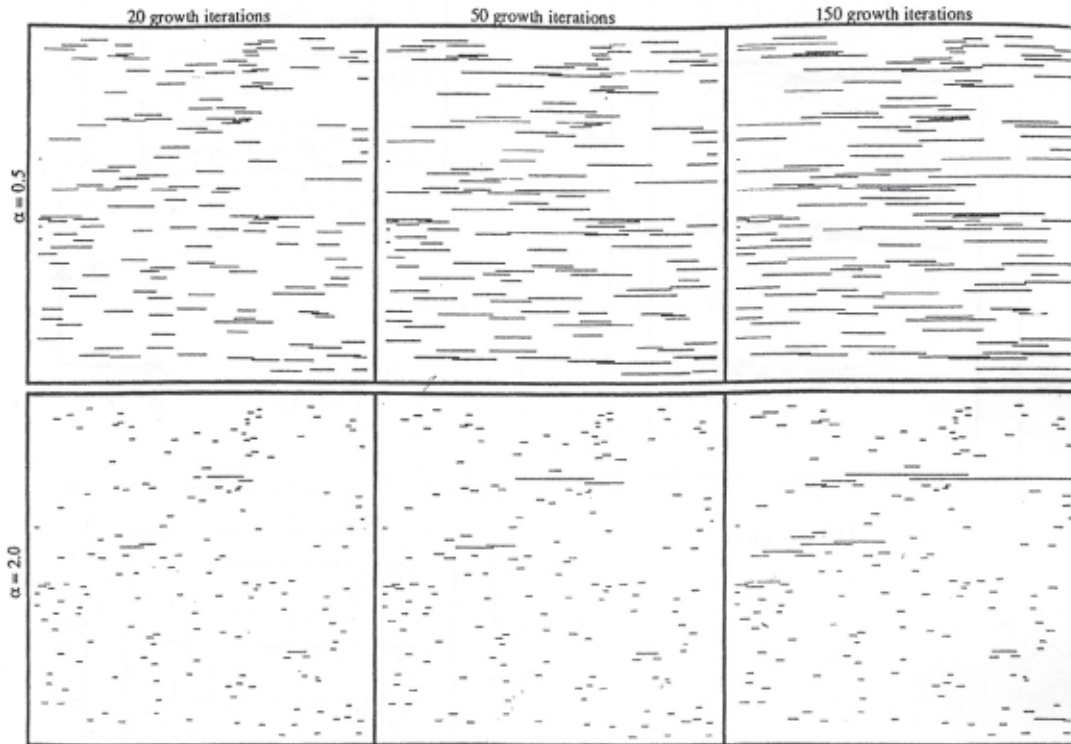 20 growth iterations
50 growth iterations
150 growth iterations
α = 0.5
α = 2.0